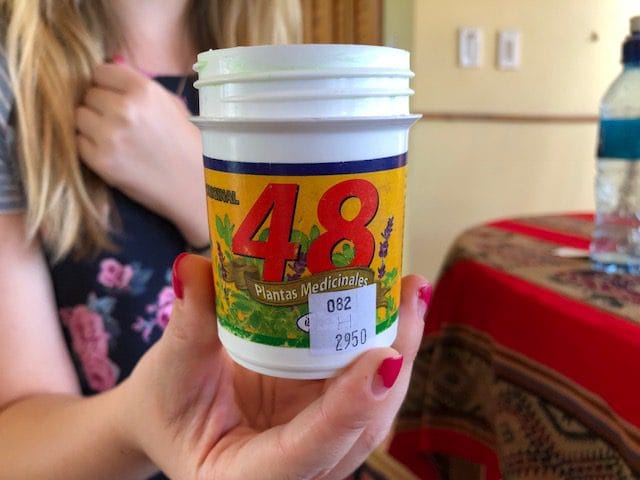 ORIGINAL
48
Plantas Medicinales
082
H
2950